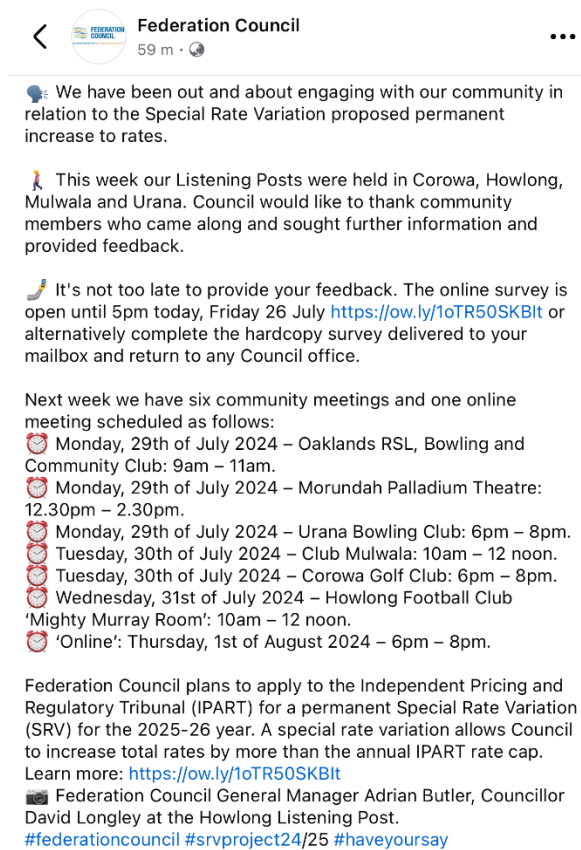 Federation Council
FEDERATION
COUNCIL
59 m ·
🗣️ We have been out and about engaging with our community in
relation to the Special Rate Variation proposed permanent
increase to rates.
🚶‍♀️ This week our Listening Posts were held in Corowa, Howlong,
Mulwala and Urana. Council would like to thank community
members who came along and sought further information and
provided feedback.
🤳 It's not too late to provide your feedback. The online survey is
open until 5pm today, Friday 26 July https://ow.ly/1oTR50SKBlt or
alternatively complete the hardcopy survey delivered to your
mailbox and return to any Council office.
Next week we have six community meetings and one online
meeting scheduled as follows:
⏰ Monday, 29th of July 2024 – Oaklands RSL, Bowling and
Community Club: 9am – 11am.
⏰ Monday, 29th of July 2024 – Morundah Palladium Theatre:
12.30pm – 2.30pm.
⏰ Monday, 29th of July 2024 – Urana Bowling Club: 6pm – 8pm.
⏰ Tuesday, 30th of July 2024 – Club Mulwala: 10am – 12 noon.
⏰ Tuesday, 30th of July 2024 – Corowa Golf Club: 6pm – 8pm.
⏰ Wednesday, 31st of July 2024 – Howlong Football Club
‘Mighty Murray Room’: 10am – 12 noon.
⏰ ‘Online’: Thursday, 1st of August 2024 – 6pm – 8pm.
Federation Council plans to apply to the Independent Pricing and
Regulatory Tribunal (IPART) for a permanent Special Rate Variation
(SRV) for the 2025-26 year. A special rate variation allows Council
to increase total rates by more than the annual IPART rate cap.
Learn more: https://ow.ly/1oTR50SKBlt
📷 Federation Council General Manager Adrian Butler, Councillor
David Longley at the Howlong Listening Post.
#federationcouncil #srvproject24/25 #haveyoursay